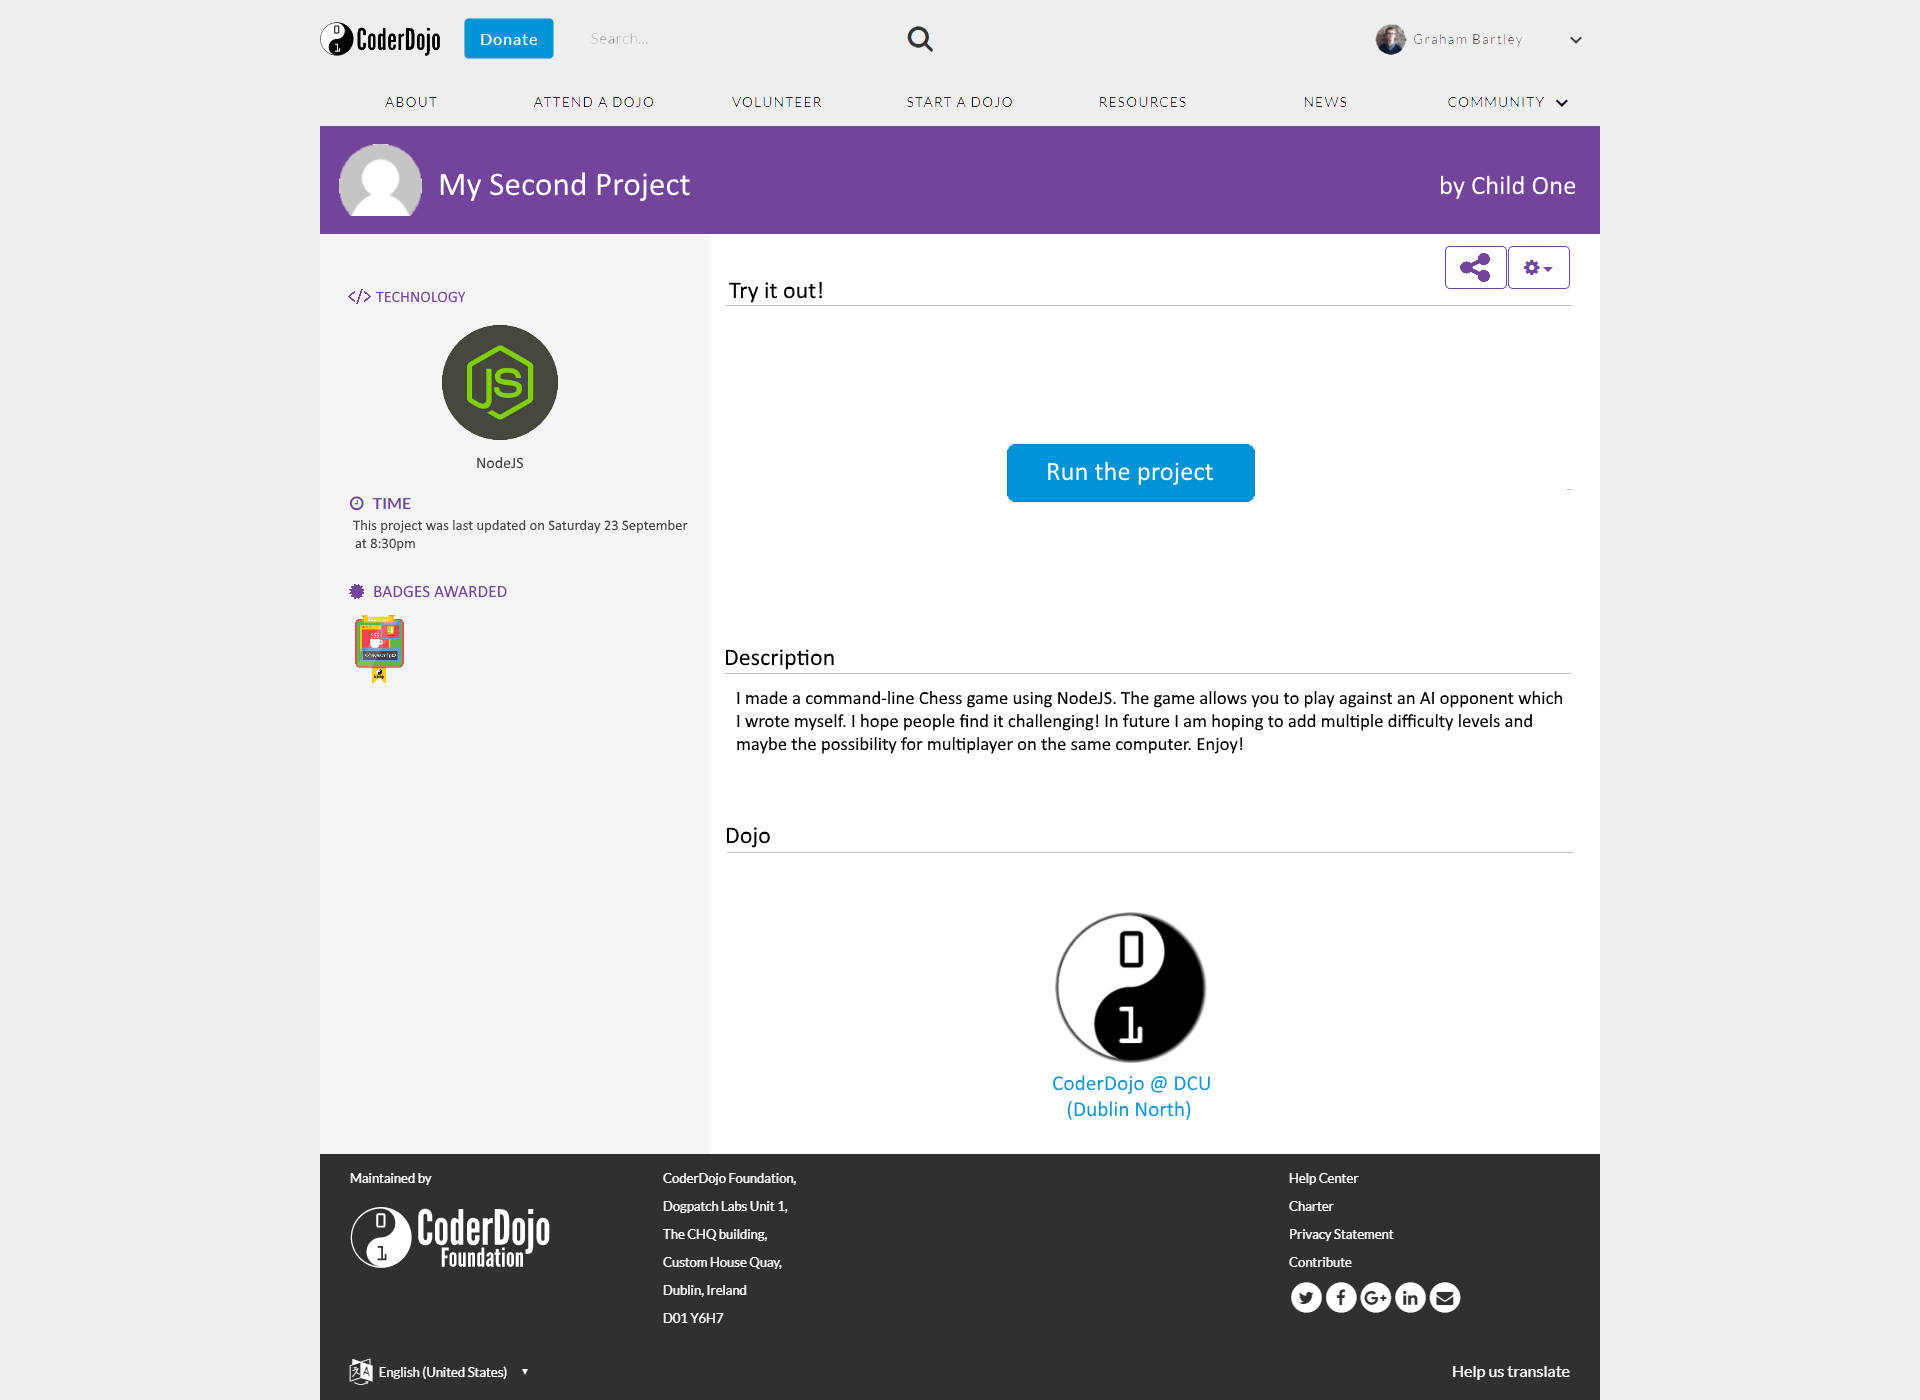 CoderDojo
Donate
Search...
Graham Bartley
ABOUT
ATTEND A DOJO
VOLUNTEER
START A DOJO
RESOURCES
NEWS
COMMUNITY
My Second Project
by Child One
</> TECHNOLOGY
JS
NodeJS
TIME
This project was last updated on Saturday 23 September
at 8:30pm
BADGES AWARDED
Try it out!
Run the project
Description
I made a command-line Chess game using NodeJS. The game allows you to play against an AI opponent which
I wrote myself. I hope people find it challenging! In future I am hoping to add multiple difficulty levels and
maybe the possibility for multiplayer on the same computer. Enjoy!
Dojo
0
1
CoderDojo @ DCU
(Dublin North)
Maintained by
CoderDojo
Foundation
CoderDojo Foundation,
Dogpatch Labs Unit 1,
The CHQ building,
Custom House Quay,
Dublin, Ireland
D01 Y6H7
Help Center
Charter
Privacy Statement
Contribute
English (United States)
Help us translate